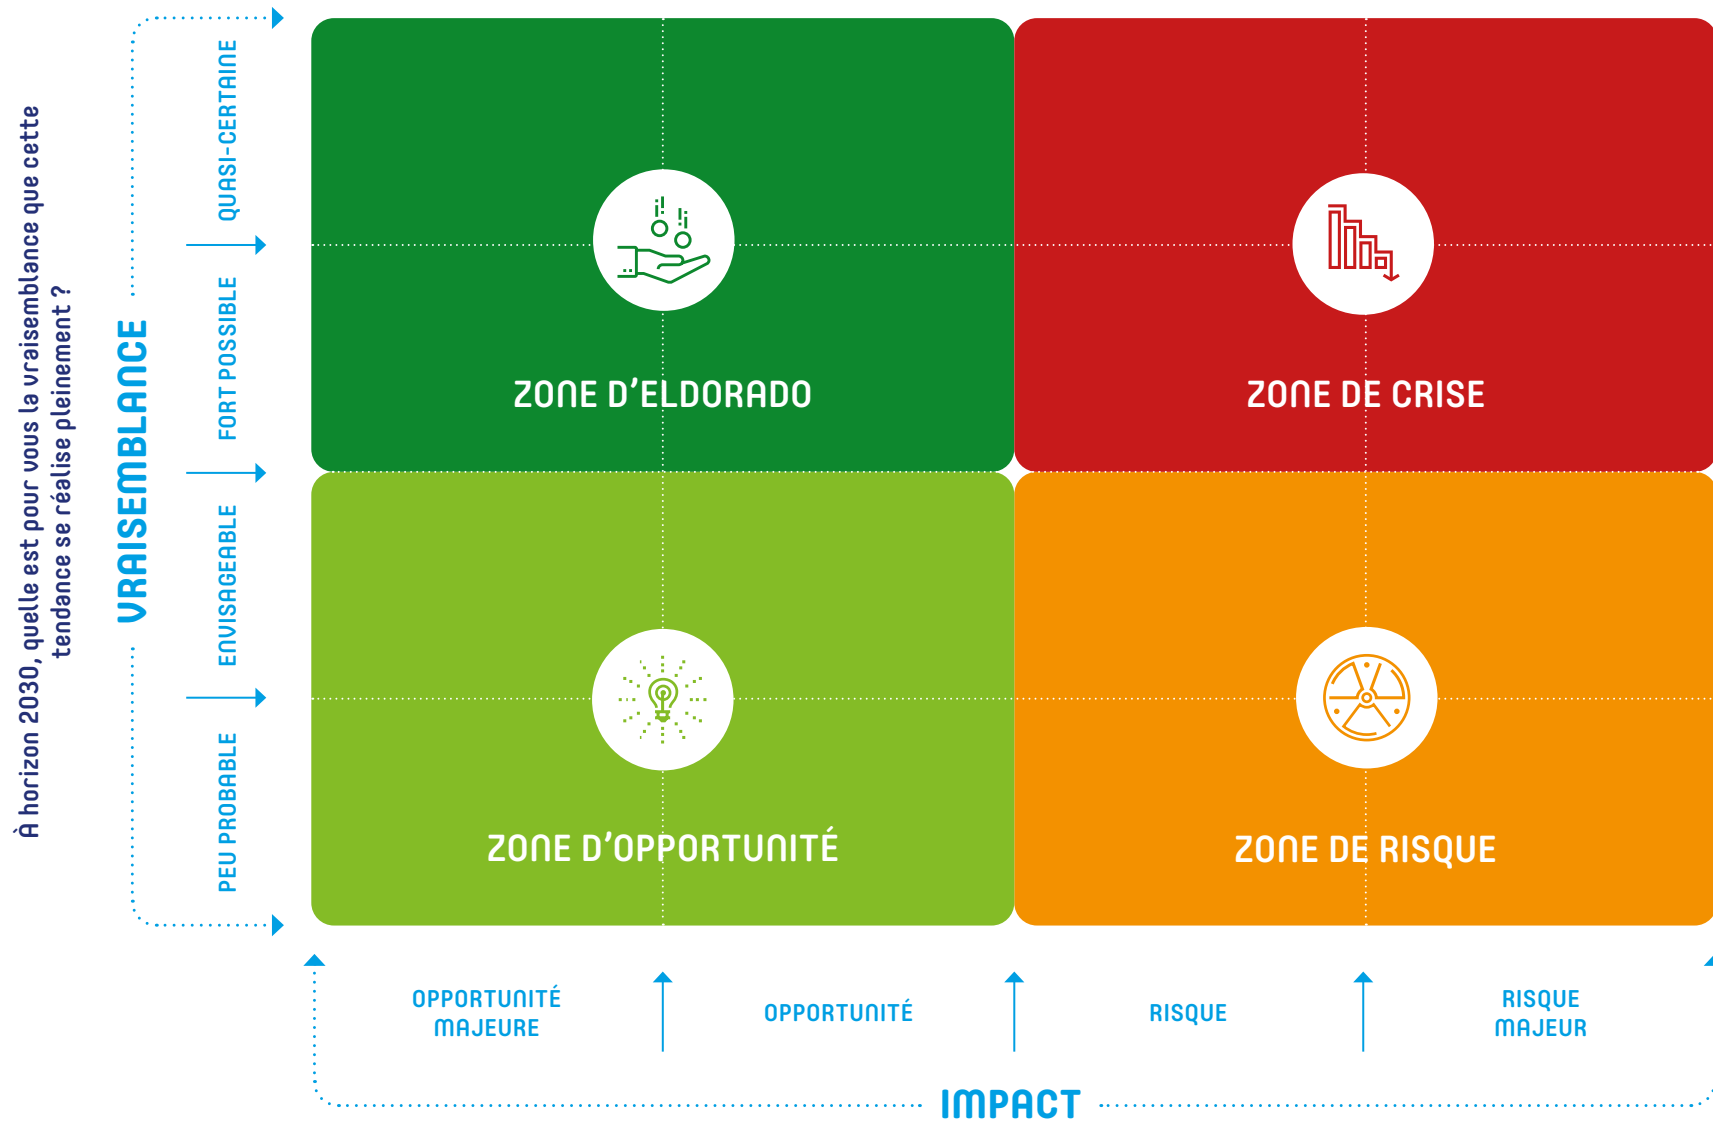 À horizon 2030, quelle est pour vous la vraisemblance que cette
tendance se réalise pleinement ?
VRAISEMBLANCE
QUASI-CERTAINE
FORT POSSIBLE
ENVISAGEABLE
PEU PROBABLE
ZONE D'ELDORADO
ZONE DE CRISE
ZONE D'OPPORTUNITÉ
ZONE DE RISQUE
OPPORTUNITÉ
MAJEURE
OPPORTUNITÉ
RISQUE
RISQUE
MAJEUR
IMPACT